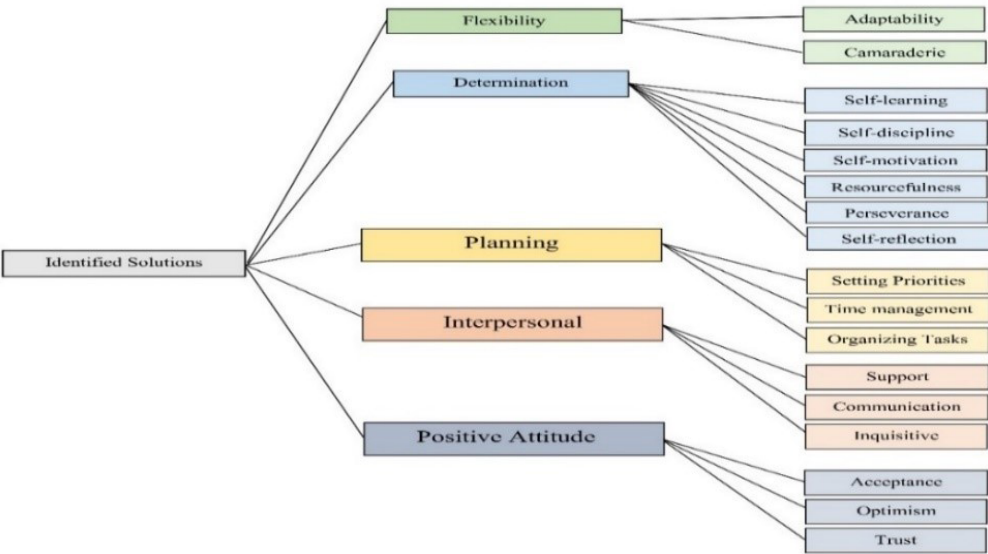 Flexibility
Adaptability
Camaraderie
Determination
Self-learning
Self-discipline
Self-motivation
Resourcefulness
Perseverance
Self-reflection
Identified Solutions
Planning
Setting Priorities
Time management
Organizing Tasks
Interpersonal
Support
Communication
Inquisitive
Positive Attitude
Acceptance
Optimism
Trust